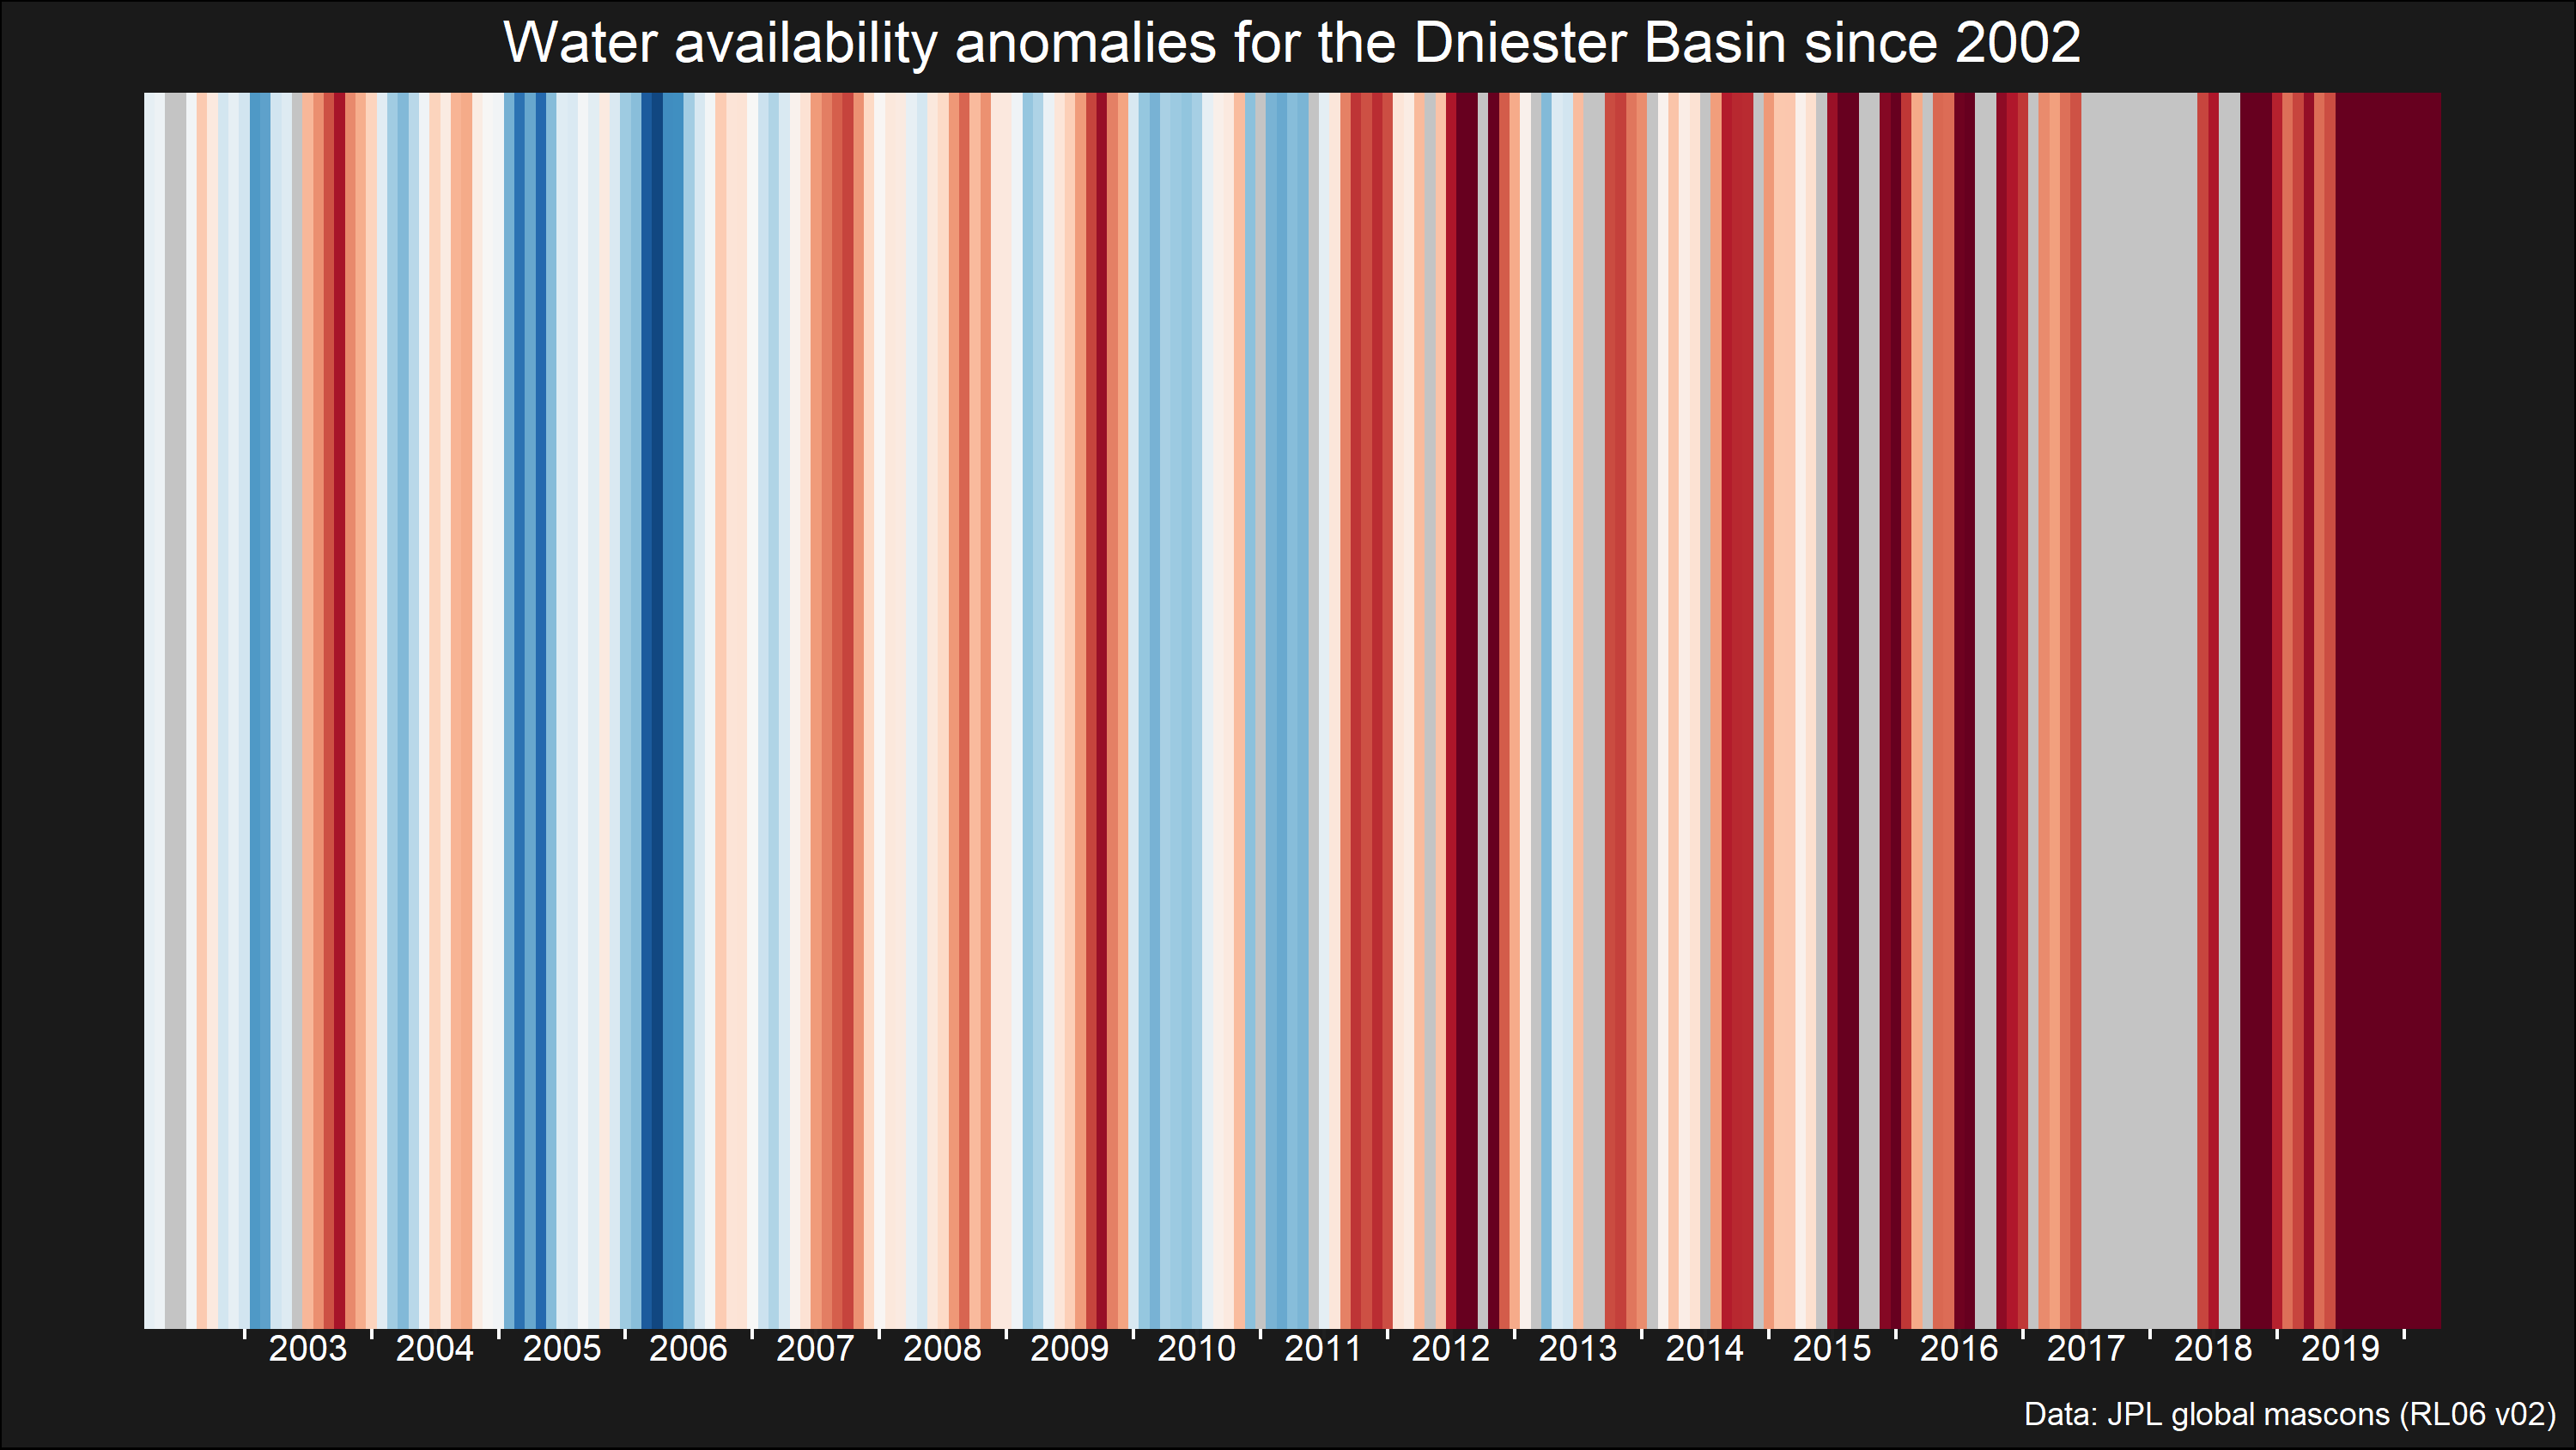 Water availability anomalies for the Dniester Basin since 2002
2003 2004 2005 2006 2007 2008 2009 2010 2011 2012 2013 2014 2015 2016 2017 2018 2019
Data: JPL global mascons (RL06 v02)